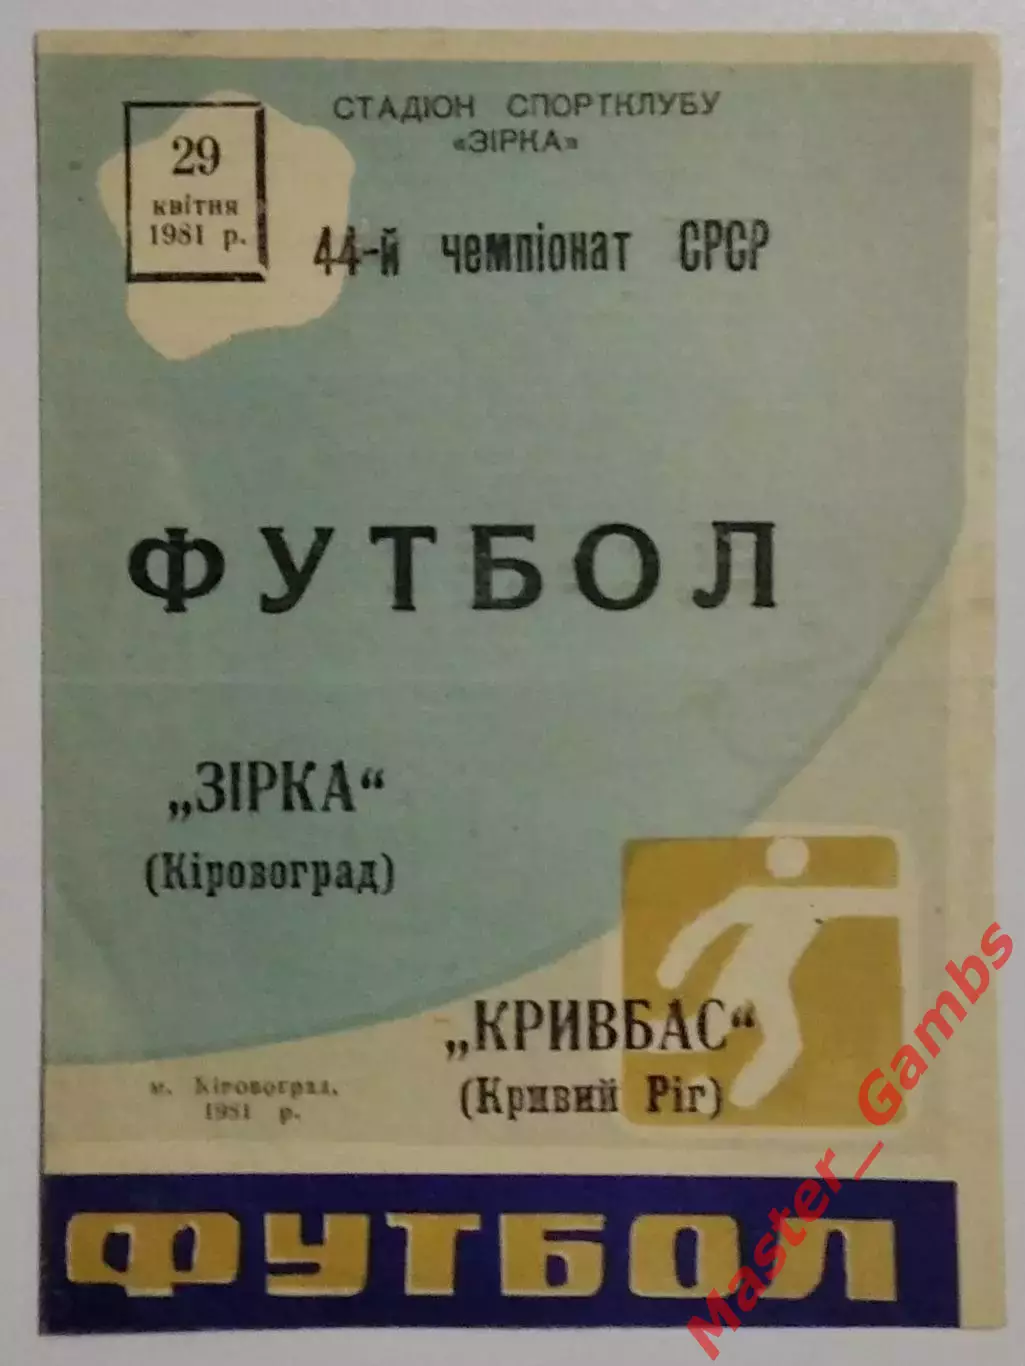 СТАДІОН СПОРТКЛУБУ
«ЗІРКА»
29
квітня
1981 р.
44-й чемпіонат СРСР
ФУТБОЛ
„ЗІРКА“
(Кіровоград)
„КРИВБАС“
(Кривий Ріг)
м. Кіровоград,
1981 р.
ФУТБОЛ
Master_Gambs